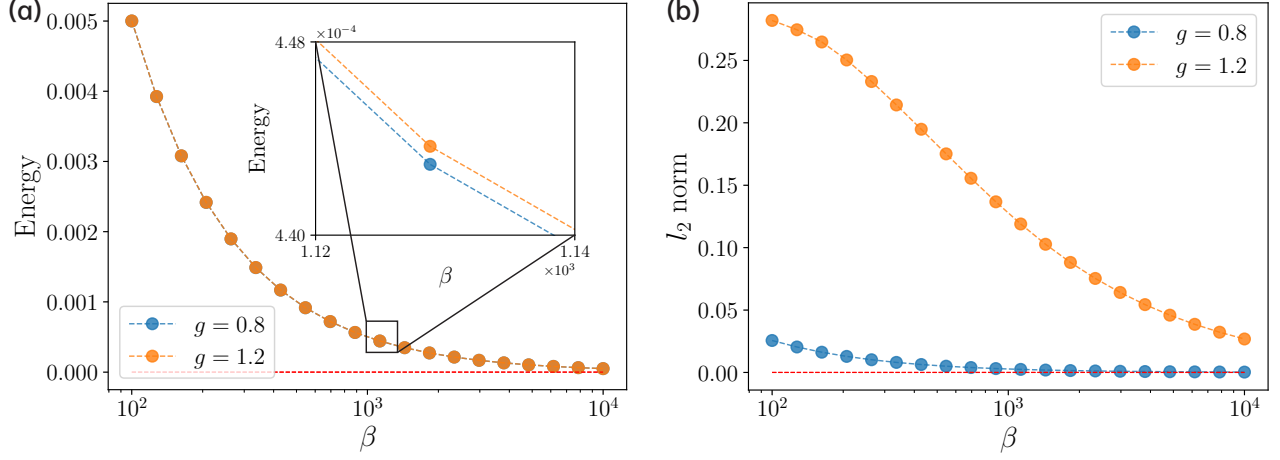 (a)
Energy
0.005
0.004
0.003
0.002
0.001
0.000
10²
10³
10⁴
β
g = 0.8
g = 1.2
×10⁻⁴
4.48
4.40
Energy
1.12
1.14
×10³
β
(b)
l₂ norm
0.25
0.20
0.15
0.10
0.05
0.00
10²
10³
10⁴
β
g = 0.8
g = 1.2